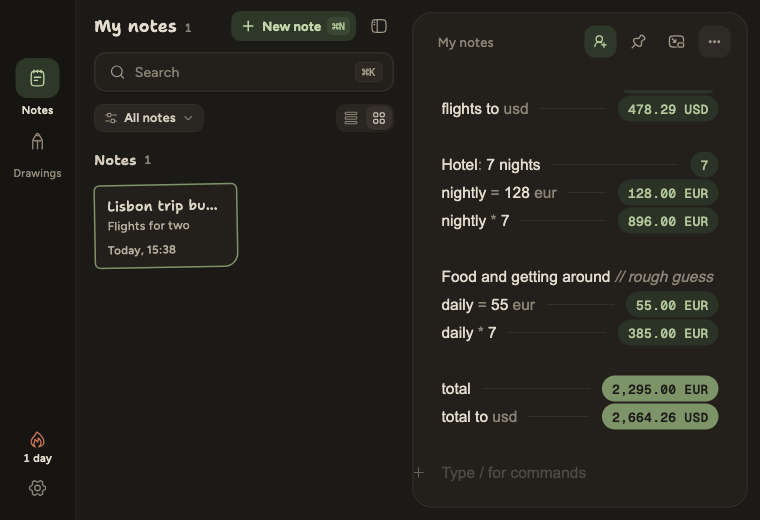 Notes
Drawings
1 day
My notes 1
New note ⌘N
Search ⌘K
All notes
Notes 1
Lisbon trip bu...
Flights for two
Today, 15:38
My notes
flights to usd 478.29 USD
Hotel: 7 nights 7
nightly = 128 eur 128.00 EUR
nightly * 7 896.00 EUR
Food and getting around // rough guess
daily = 55 eur 55.00 EUR
daily * 7 385.00 EUR
total 2,295.00 EUR
total to usd 2,664.26 USD
+ Type / for commands